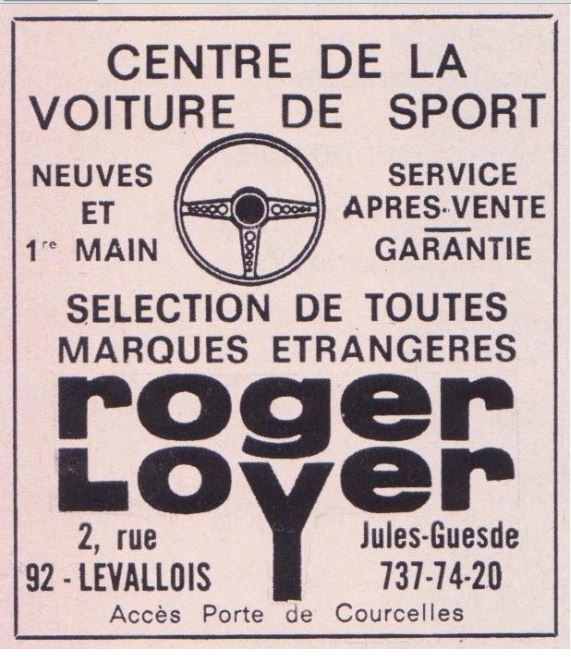 CENTRE DE LA
VOITURE DE SPORT
NEUVES
ET
1re MAIN
SERVICE
APRES-VENTE
GARANTIE
SELECTION DE TOUTES
MARQUES ETRANGERES
roger
LoYer
2, rue Jules-Guesde
92 - LEVALLOIS 737-74-20
Accès Porte de Courcelles